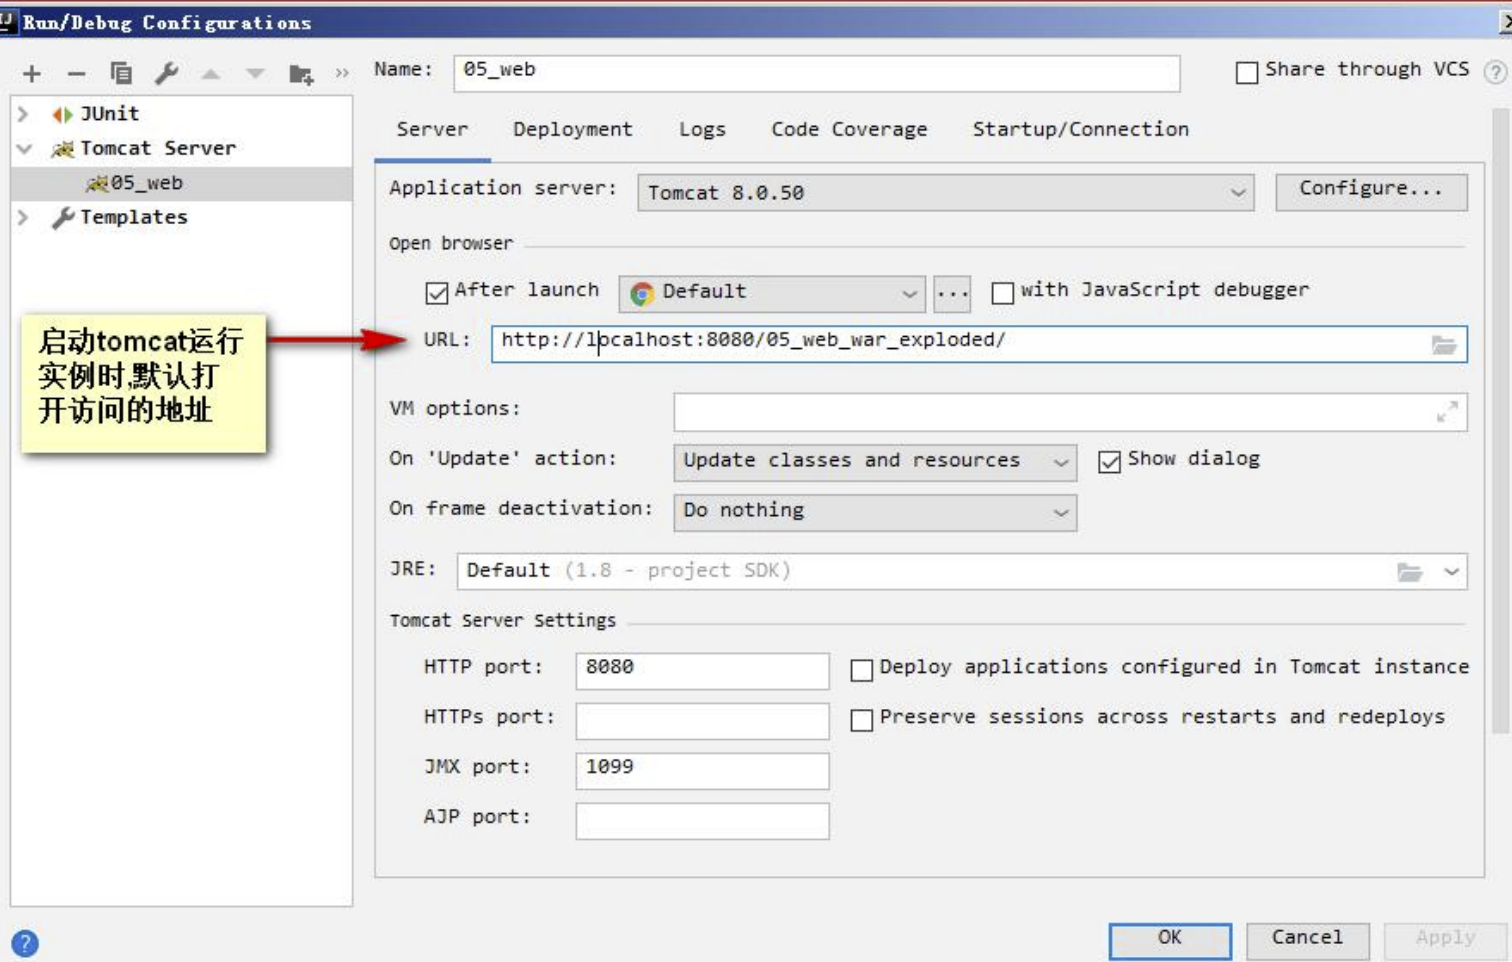 Run/Debug Configurations
Name: 05_web
Share through VCS
JUnit
Tomcat Server
05_web
Templates
Server Deployment Logs Code Coverage Startup/Connection
Application server: Tomcat 8.0.50 Configure...
Open browser
After launch Default ... with JavaScript debugger
启动tomcat运行
实例时,默认打
开访问的地址
URL: http://localhost:8080/05_web_war_exploded/
VM options:
On 'Update' action: Update classes and resources Show dialog
On frame deactivation: Do nothing
JRE: Default (1.8 - project SDK)
Tomcat Server Settings
HTTP port: 8080 Deploy applications configured in Tomcat instance
HTTPs port: Preserve sessions across restarts and redeploys
JMX port: 1099
AJP port:
OK Cancel Apply